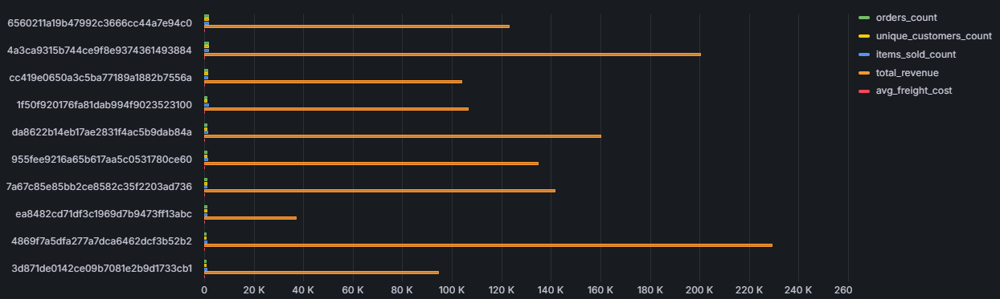 6560211a19b47992c3666cc44a7e94c0
4a3ca9315b744ce9f8e9374361493884
cc419e0650a3c5ba77189a1882b7556a
1f50f920176fa81dab994f9023523100
da8622b14eb17ae2831f4ac5b9dab84a
955fee9216a65b617aa5c0531780ce60
7a67c85e85bb2ce8582c35f2203ad736
ea8482cd71df3c1969d7b9473ff13abc
4869f7a5dfa277a7dca6462dcf3b52b2
3d871de0142ce09b7081e2b9d1733cb1
0 20 K 40 K 60 K 80 K 100 K 120 K 140 K 160 K 180 K 200 K 220 K 240 K 260
orders_count
unique_customers_count
items_sold_count
total_revenue
avg_freight_cost